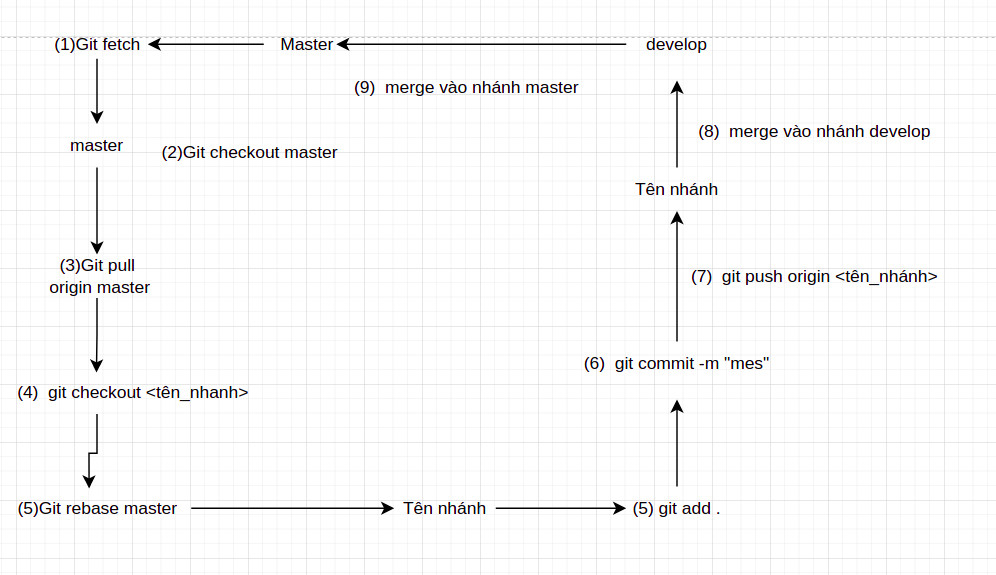 (1)Git fetch
Master
develop
(9)  merge vào nhánh master
(8)  merge vào nhánh develop
master
(2)Git checkout master
Tên nhánh
(3)Git pull
origin master
(7)  git push origin <tên_nhánh>
(6)  git commit -m "mes"
(4)  git checkout <tên_nhanh>
(5)Git rebase master
Tên nhánh
(5) git add .